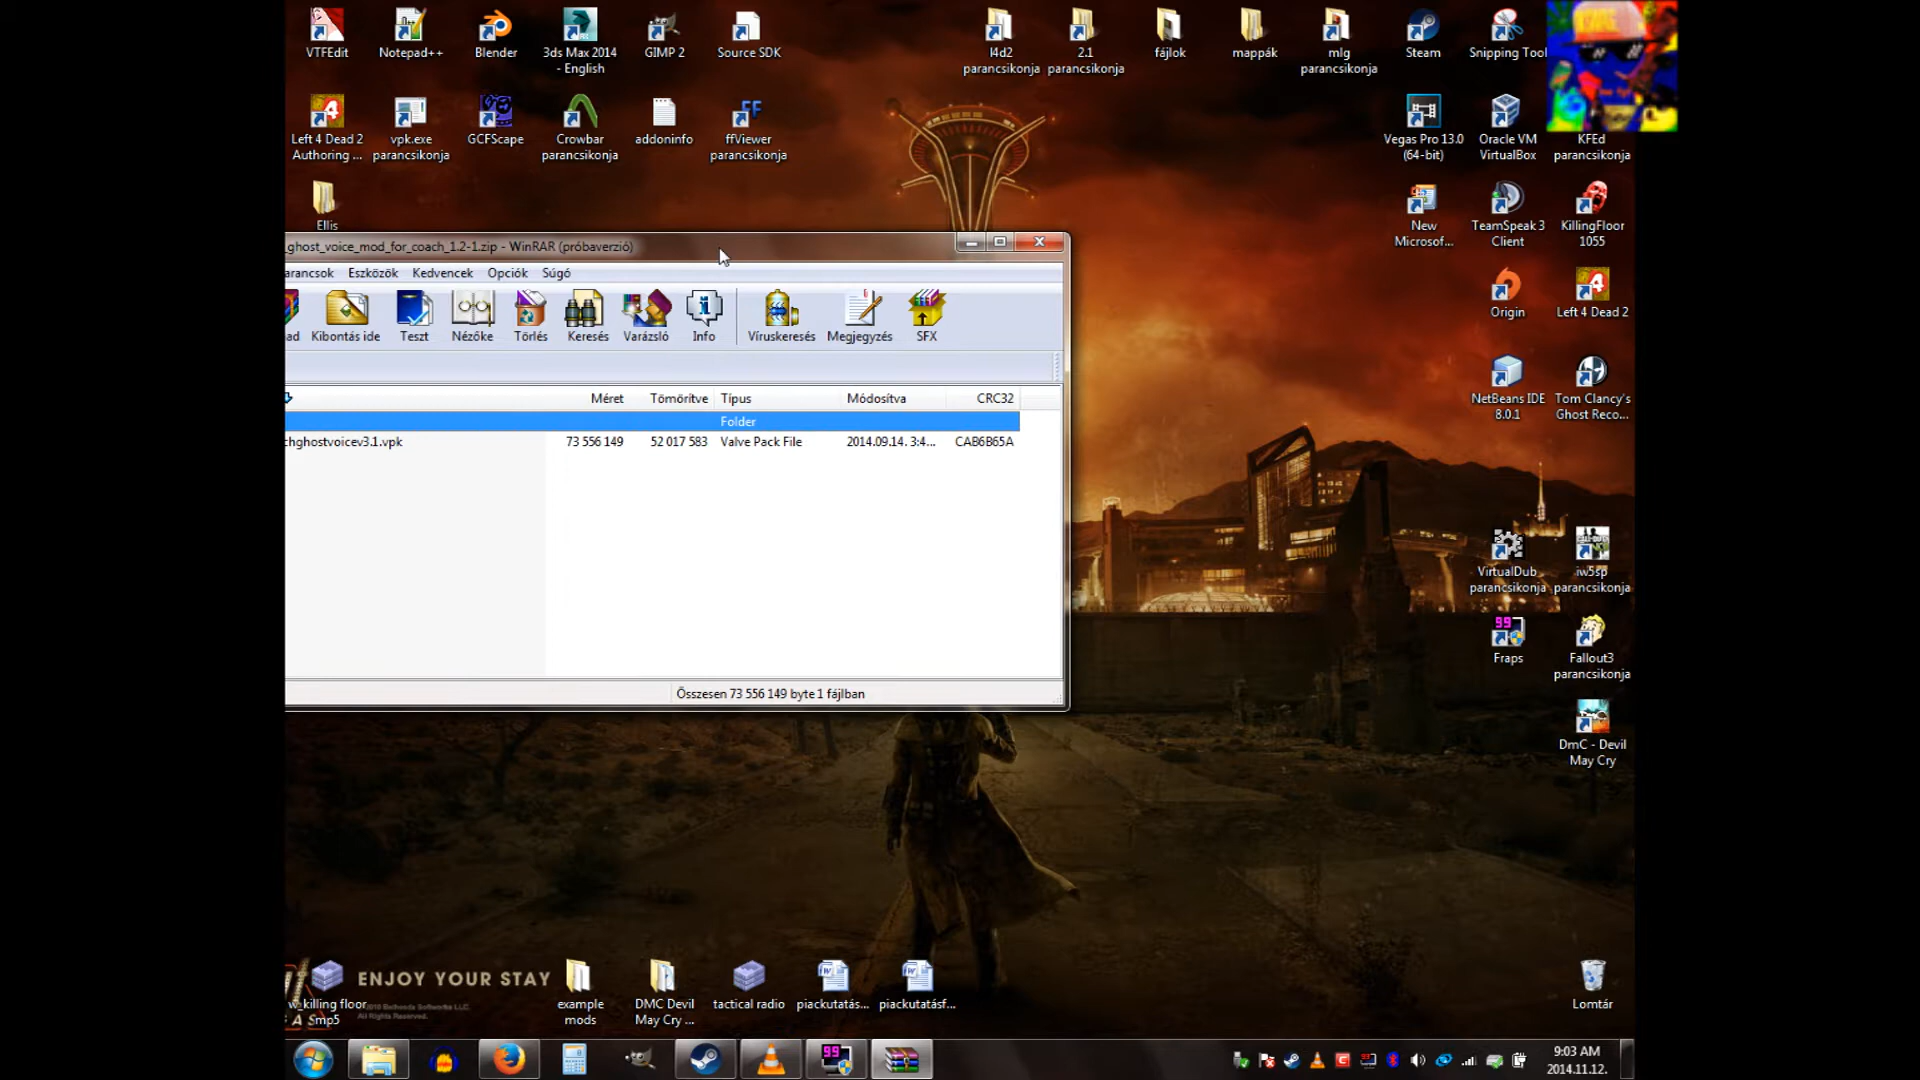 VTFEdit
Notepad++
Blender
3ds Max 2014
- English
GIMP 2
Source SDK
l4d2
parancsikonja
2.1
parancsikonja
fájlok
mappák
mlg
parancsikonja
Steam
Snipping Tool
Left 4 Dead 2
Authoring ...
vpk.exe
parancsikonja
GCFScape
Crowbar
parancsikonja
addoninfo
ffViewer
parancsikonja
Vegas Pro 13.0
(64-bit)
Oracle VM
VirtualBox
KFEd
parancsikonja
Ellis
New
Microsof...
TeamSpeak 3
Client
KillingFloor
1055
_ghost_voice_mod_for_coach_1.2-1.zip - WinRAR (próbaverzió)
arancsok Eszközök Kedvencek Opciók Súgó
ad Kibontás ide Teszt Nézőke Törlés Keresés Varázsló Info Víruskeresés Megjegyzés SFX
Méret Tömörítve Típus Módosítva CRC32
Folder
chghostvoicev3.1.vpk 73 556 149 52 017 583 Valve Pack File 2014.09.14. 3:4... CAB6B65A
Összesen 73 556 149 byte 1 fájlban
Origin
Left 4 Dead 2
NetBeans IDE
8.0.1
Tom Clancy's
Ghost Reco...
VirtualDub
parancsikonja
iw5sp
parancsikonja
99
Fraps
Fallout3
parancsikonja
DmC - Devil
May Cry
ENJOY YOUR STAY
All Rights Reserved.
w_killing floor
mp5
example
mods
DMC Devil
May Cry ...
tactical radio
piackutatás...
piackutatásf...
Lomtár
99
9:03 AM
2014.11.12.